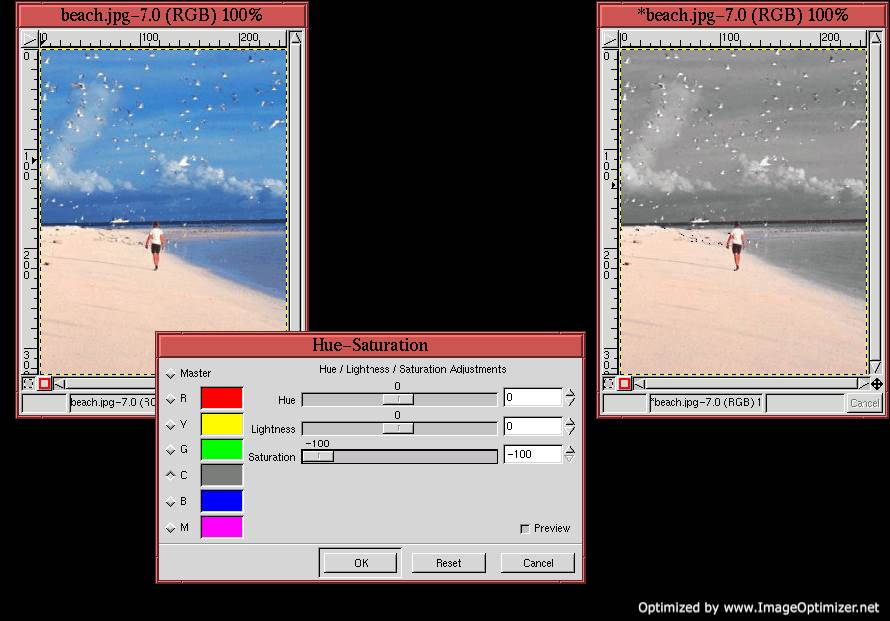 beach.jpg-7.0 (RGB) 100%
0 100 200
0
100
200
beach.jpg-7.0 (RG
*beach.jpg-7.0 (RGB) 100%
0 100 200
0
100
200
*beach.jpg-7.0 (RGB) 1
Cancel
Hue-Saturation
Master
Hue / Lightness / Saturation Adjustments
R
Hue
0
0
Y
Lightness
0
0
G
Saturation
-100
-100
C
B
M
Preview
OK
Reset
Cancel
Optimized by www.ImageOptimizer.net